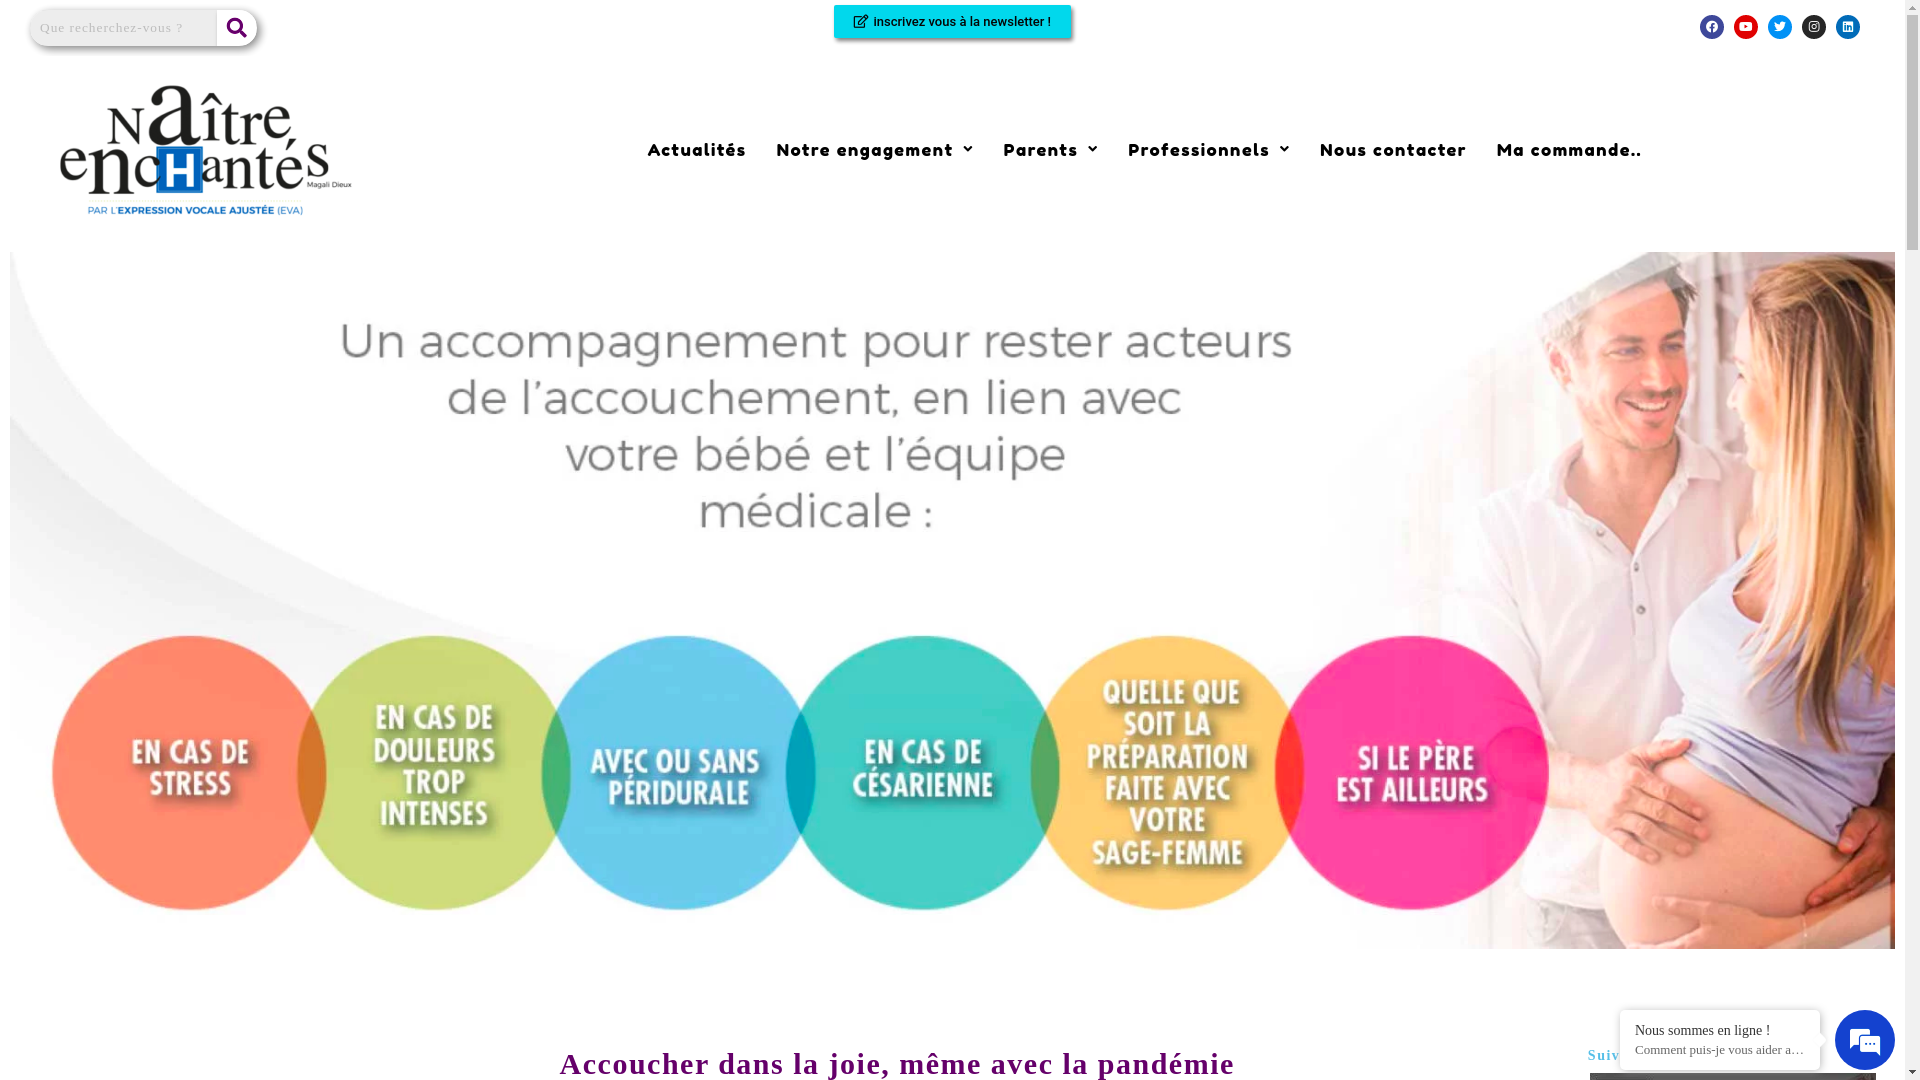 Que recherchez-vous ?
inscrivez vous à la newsletter !
Naître
encHantés
Magali Dieux
PAR L'EXPRESSION VOCALE AJUSTÉE (EVA)
Actualités
Notre engagement
Parents
Professionnels
Nous contacter
Ma commande..
Un accompagnement pour rester acteurs
de l'accouchement, en lien avec
votre bébé et l'équipe
médicale :
EN CAS DE
STRESS
EN CAS DE
DOULEURS
TROP
INTENSES
AVEC OU SANS
PÉRIDURALE
EN CAS DE
CÉSARIENNE
QUELLE QUE
SOIT LA
PRÉPARATION
FAITE AVEC
VOTRE
SAGE-FEMME
SI LE PÈRE
EST AILLEURS
Accoucher dans la joie, même avec la pandémie
Nous sommes en ligne !
Comment puis-je vous aider a…